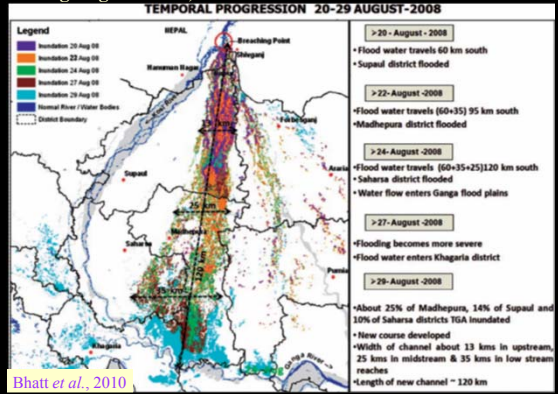 TEMPORAL PROGRESSION 20-29 AUGUST-2008
Legend
Inundation 20 Aug 08
Inundation 22 Aug 08
Inundation 24 Aug 08
Inundation 27 Aug 08
Inundation 29 Aug 08
Normal River / Water Bodies
District Boundary
NEPAL
Breaching Point
Bhimganj
Hanuman Nagar
Forbesganj
Araria
Supaul
25 km
Madhepura
Saharsa
120 km
Purnia
35 km
Khagaria
Ganga River
Bhatt et al., 2010
>20 - August - 2008
•Flood water travels 60 km south
•Supaul district flooded
>22-August -2008
•Flood water travels (60+35) 95 km south
•Madhepura district flooded
>24-August -2008
•Flood water travels (60+35+25)120 km south
•Saharsa district flooded
•Water flow enters Ganga flood plains
>27-August -2008
•Flooding becomes more severe
•Flood water enters Khagaria district
>29-August -2008
•About 25% of Madhepura, 14% of Supaul and
10% of Saharsa districts TGA inundated
•New course developed
•Width of channel about 13 kms in upstream,
25 kms in midstream & 35 kms in low stream
reaches
•Length of new channel ~ 120 km